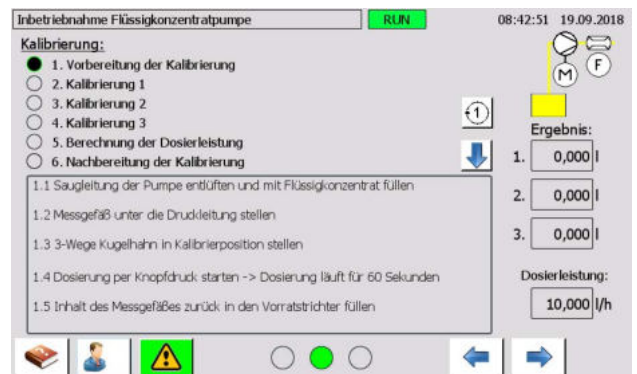 Inbetriebnahme Flüssigkonzentratpumpe
RUN
08:42:51 19.09.2018
Kalibrierung:
1. Vorbereitung der Kalibrierung
2. Kalibrierung 1
3. Kalibrierung 2
4. Kalibrierung 3
5. Berechnung der Dosierleistung
6. Nachbereitung der Kalibrierung
M
F
1
Ergebnis:
1. 0,000 l
2. 0,000 l
3. 0,000 l
Dosierleistung:
10,000 l/h
1.1 Saugleitung der Pumpe entlüften und mit Flüssigkonzentrat füllen
1.2 Messgefäß unter die Druckleitung stellen
1.3 3-Wege Kugelhahn in Kalibrierposition stellen
1.4 Dosierung per Knopfdruck starten -> Dosierung läuft für 60 Sekunden
1.5 Inhalt des Messgefäßes zurück in den Vorratstrichter füllen